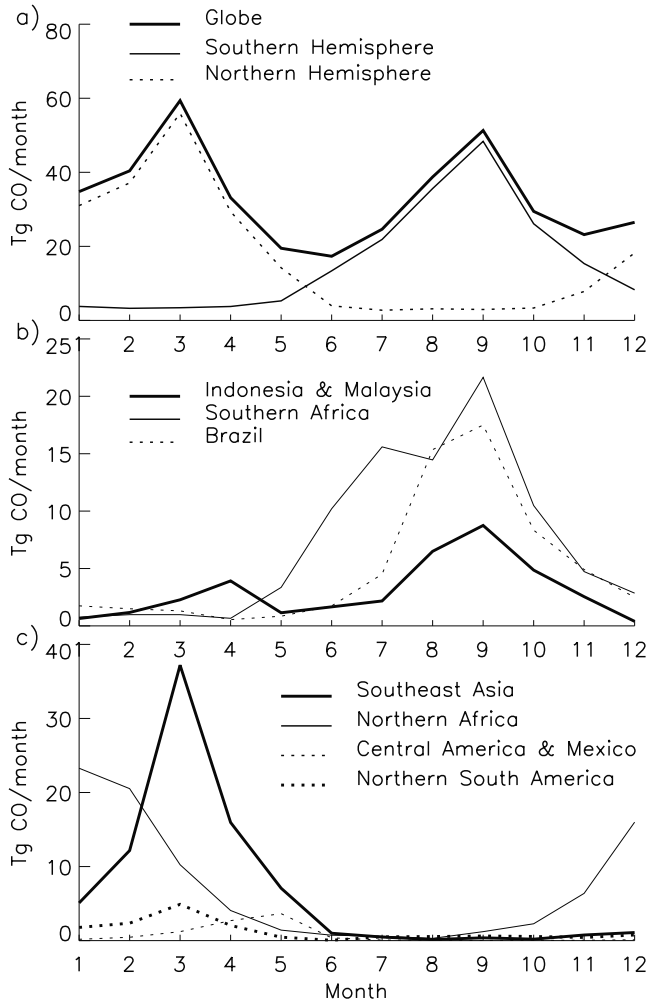 a)
80
60
40
20
0
Tg CO/month
Globe
Southern Hemisphere
Northern Hemisphere
1 2 3 4 5 6 7 8 9 10 11 12
b)
25
20
15
10
5
0
Tg CO/month
Indonesia & Malaysia
Southern Africa
Brazil
1 2 3 4 5 6 7 8 9 10 11 12
c)
40
30
20
10
0
Tg CO/month
Southeast Asia
Northern Africa
Central America & Mexico
Northern South America
1 2 3 4 5 6 7 8 9 10 11 12
Month